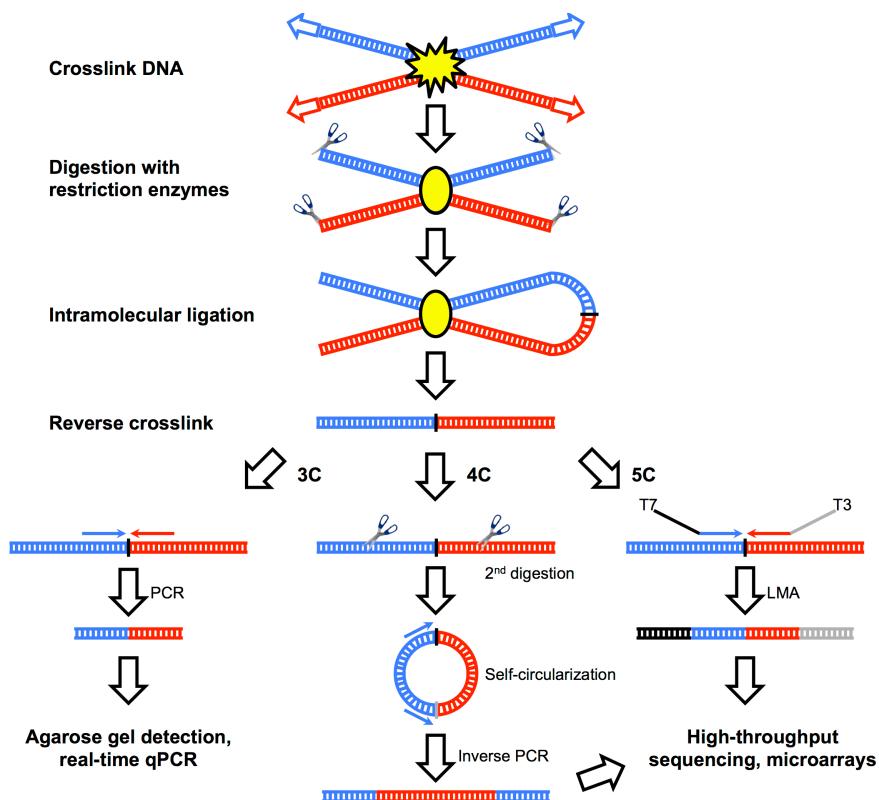 Crosslink DNA
Digestion with
restriction enzymes
Intramolecular ligation
Reverse crosslink
3C
4C
5C
T7
T3
2nd digestion
PCR
LMA
Self-circularization
Agarose gel detection,
real-time qPCR
Inverse PCR
High-throughput
sequencing, microarrays